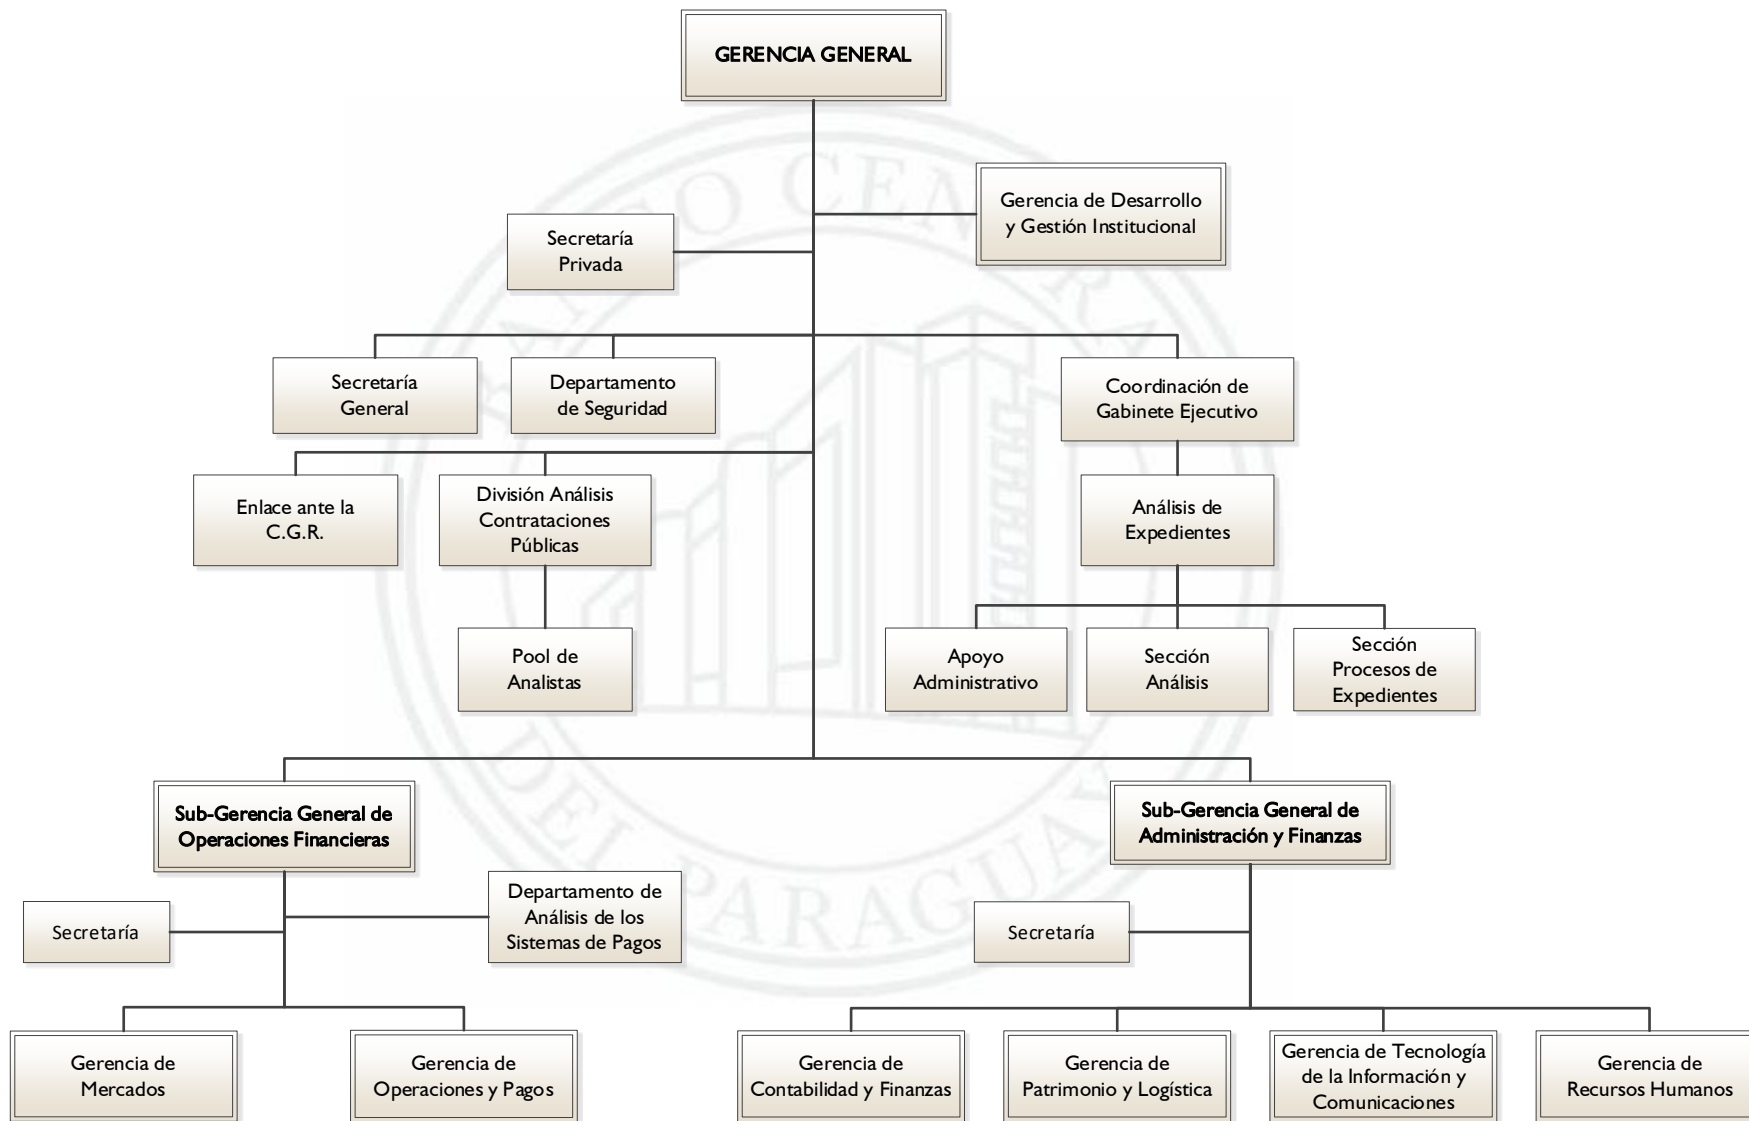 GERENCIA GENERAL
Gerencia de Desarrollo
y Gestión Institucional
Secretaría
Privada
Secretaría
General
Departamento
de Seguridad
Coordinación de
Gabinete Ejecutivo
Enlace ante la
C.G.R.
División Análisis
Contrataciones
Públicas
Análisis de
Expedientes
Pool de
Analistas
Apoyo
Administrativo
Sección
Análisis
Sección
Procesos de
Expedientes
Sub-Gerencia General de
Operaciones Financieras
Sub-Gerencia General de
Administración y Finanzas
Secretaría
Departamento de
Análisis de los
Sistemas de Pagos
Secretaría
Gerencia de
Mercados
Gerencia de
Operaciones y Pagos
Gerencia de
Contabilidad y Finanzas
Gerencia de
Patrimonio y Logística
Gerencia de Tecnología
de la Información y
Comunicaciones
Gerencia de
Recursos Humanos
BANCO CENTRAL
DEL PARAGUAY